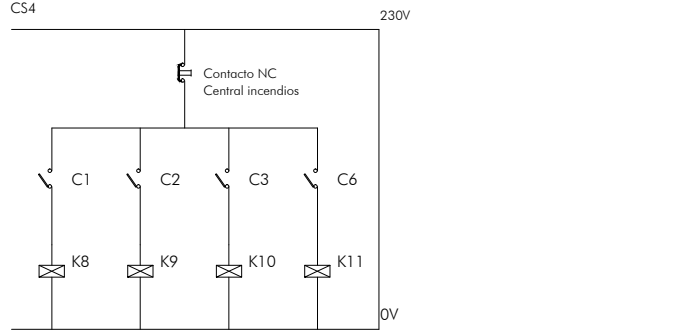 CS4
230V
Contacto NC
Central incendios
C1
C2
C3
C6
K8
K9
K10
K11
0V